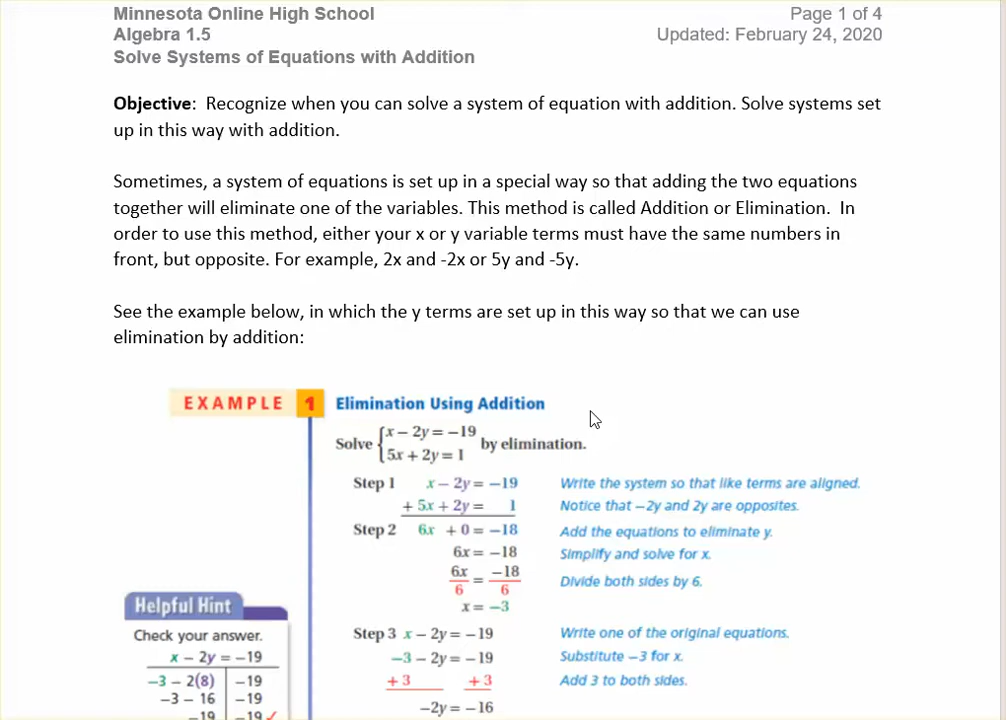 Minnesota Online High School
Page 1 of 4
Algebra 1.5
Updated: February 24, 2020
Solve Systems of Equations with Addition
Objective: Recognize when you can solve a system of equation with addition. Solve systems set
up in this way with addition.
Sometimes, a system of equations is set up in a special way so that adding the two equations
together will eliminate one of the variables. This method is called Addition or Elimination. In
order to use this method, either your x or y variable terms must have the same numbers in
front, but opposite. For example, 2x and -2x or 5y and -5y.
See the example below, in which the y terms are set up in this way so that we can use
elimination by addition:
EXAMPLE 1 Elimination Using Addition
Solve { x − 2y = −19
5x + 2y = 1 by elimination.
Step 1 x − 2y = −19 Write the system so that like terms are aligned.
+ 5x + 2y = 1 Notice that −2y and 2y are opposites.
Step 2 6x + 0 = −18 Add the equations to eliminate y.
6x = −18 Simplify and solve for x.
6x/6 = −18/6 Divide both sides by 6.
x = −3
Step 3 x − 2y = −19 Write one of the original equations.
−3 − 2y = −19 Substitute −3 for x.
+3 +3 Add 3 to both sides.
−2y = −16
Helpful Hint
Check your answer.
x − 2y = −19
−3 − 2(8) | −19
−3 − 16 | −19
−19 | −19 ✓